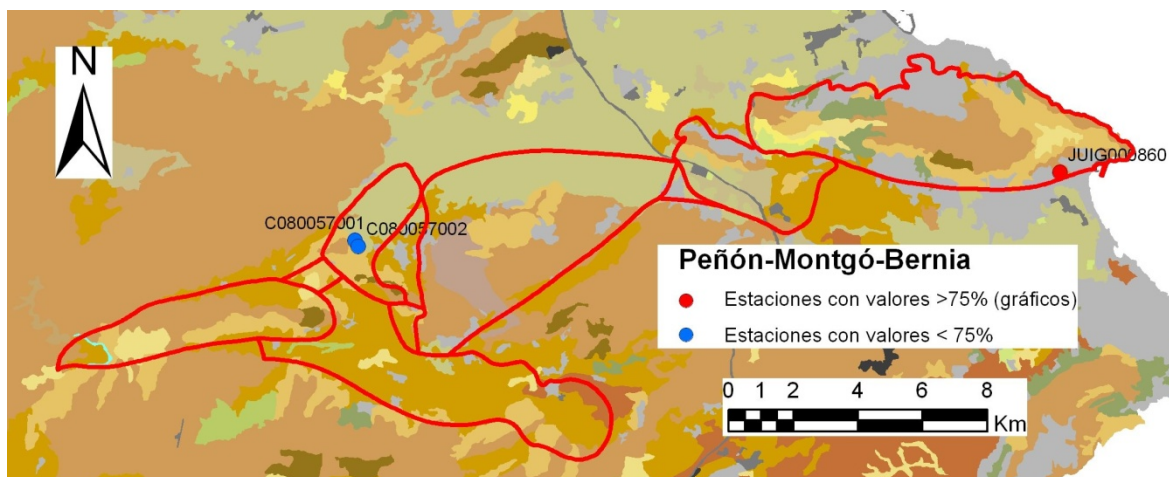 N
JUIG009860
C080057001
C080057002
Peñón-Montgó-Bernia
Estaciones con valores >75% (gráficos)
Estaciones con valores < 75%
0 1 2 4 6 8
Km